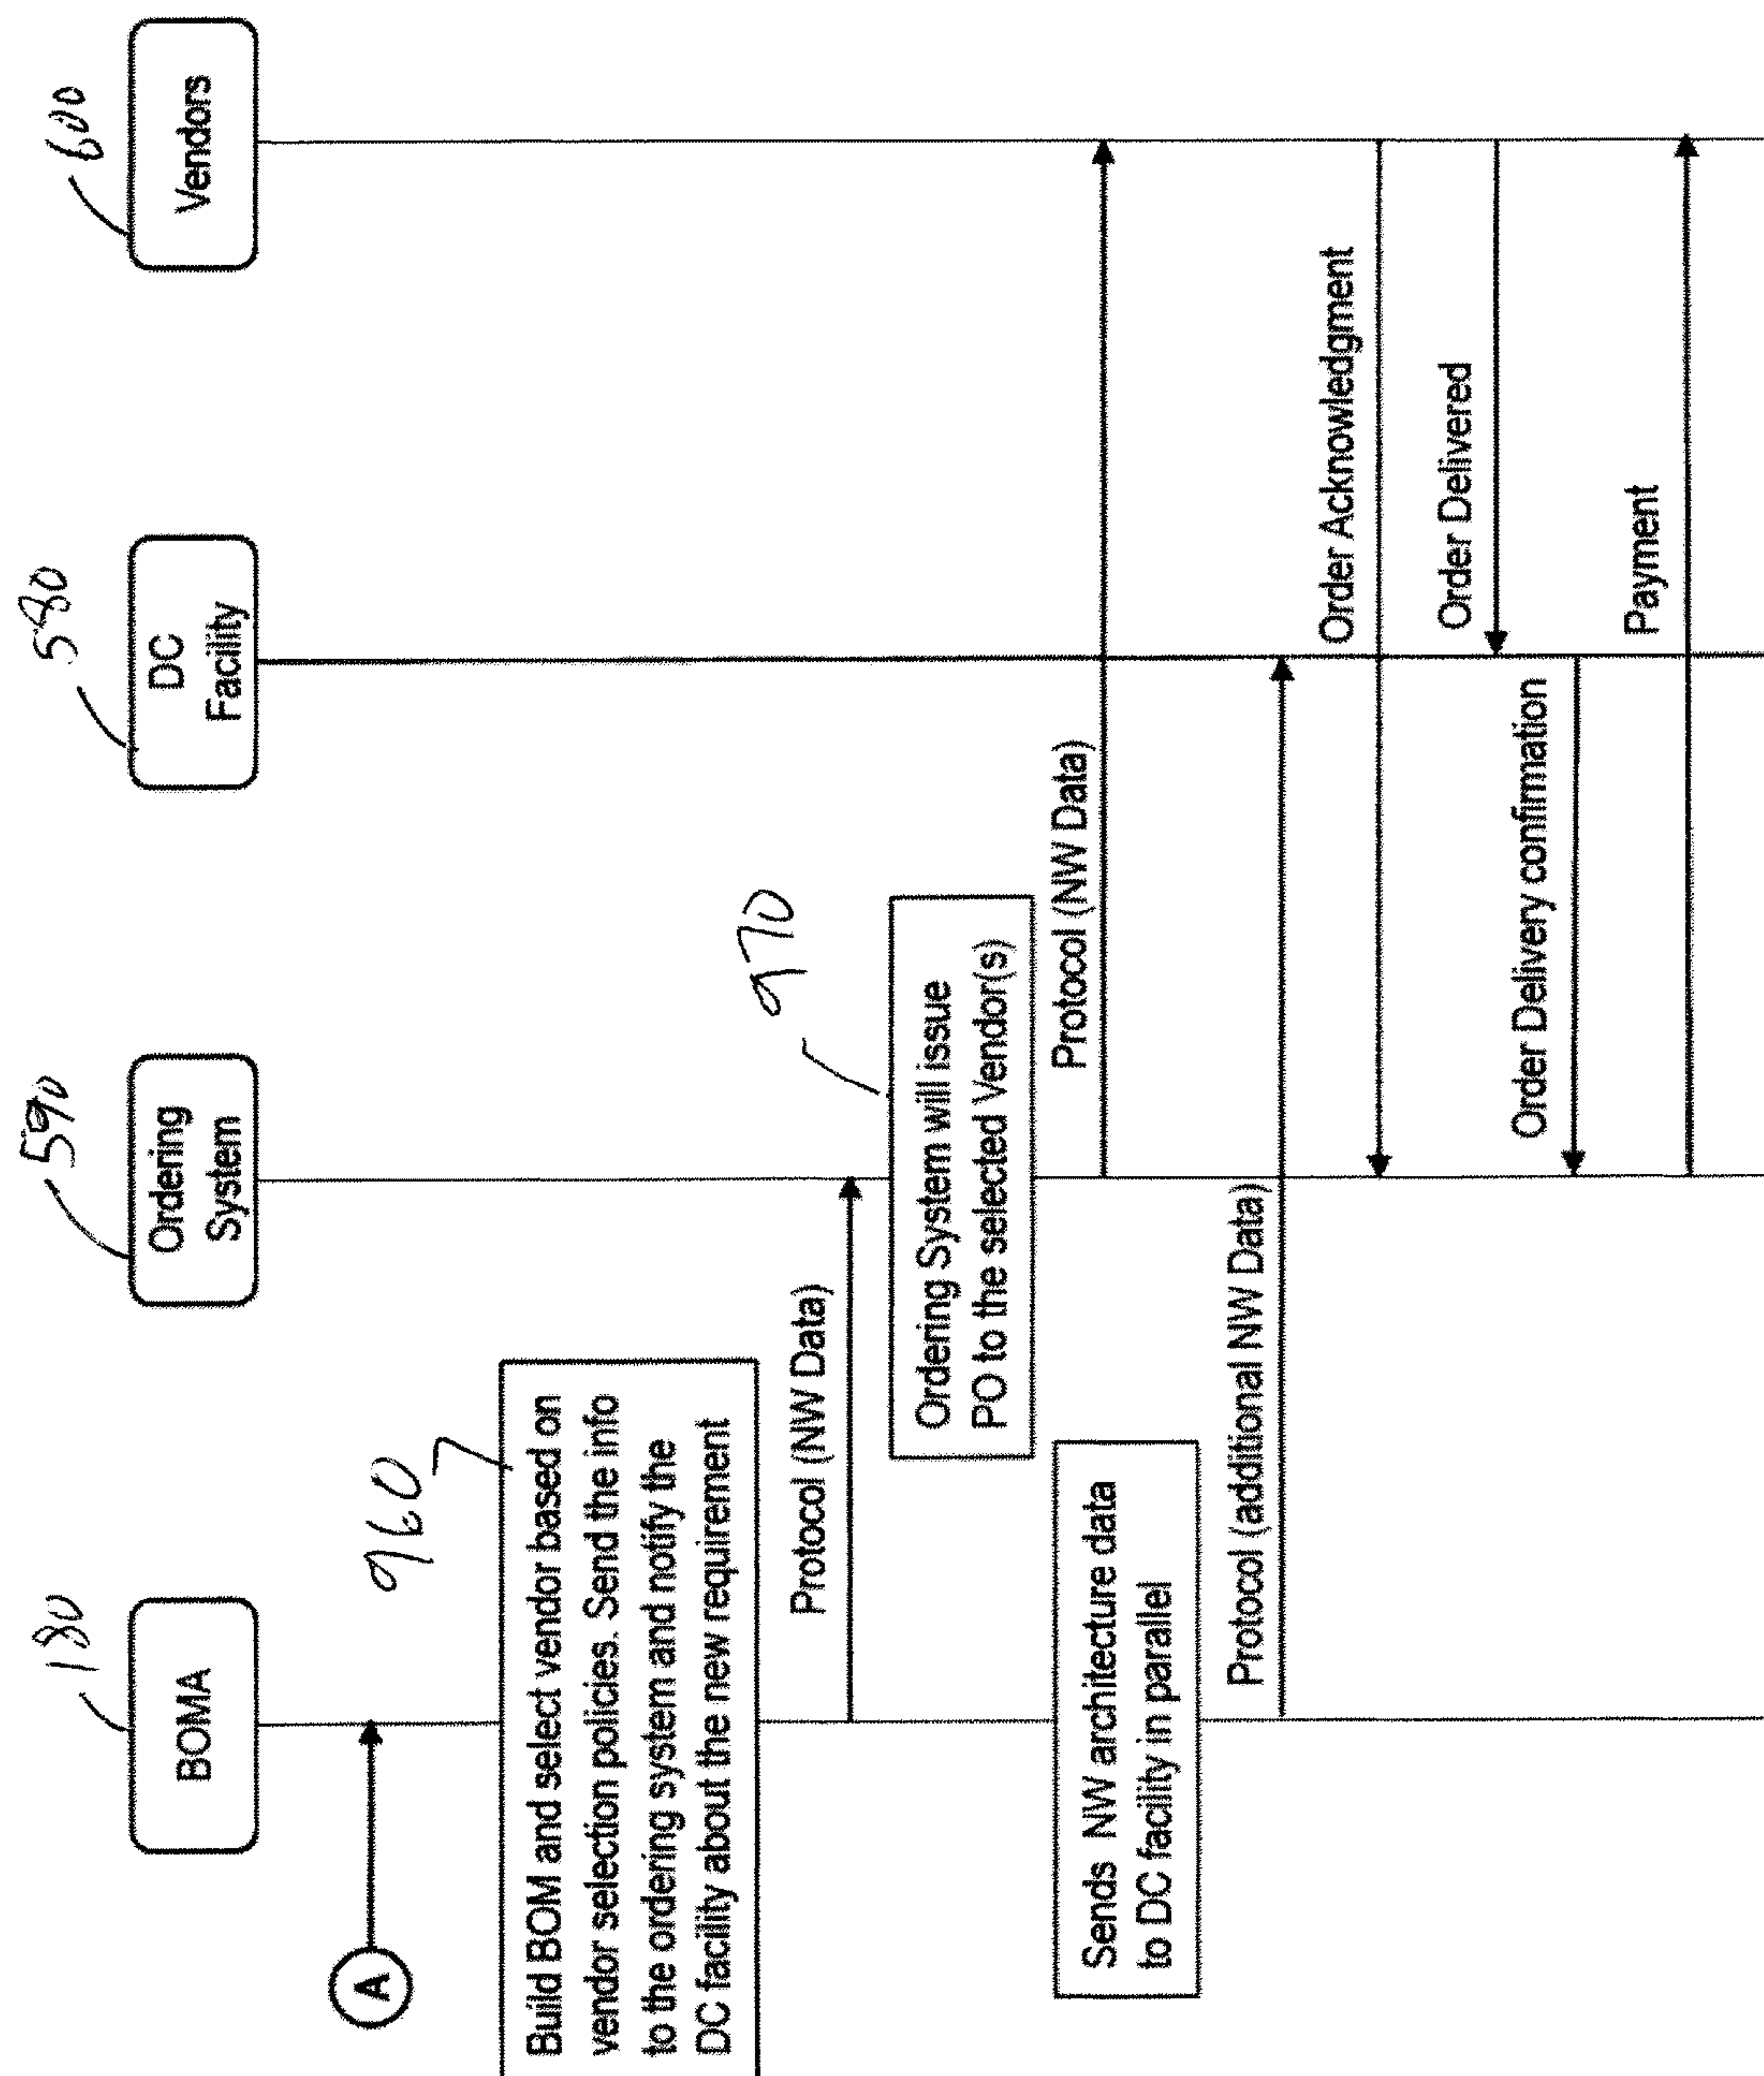 180
BOMA
590
Ordering
System
580
DC
Facility
600
Vendors
A
960
Build BOM and select vendor based on
vendor selection policies. Send the info
to the ordering system and notify the
DC facility about the new requirement
Protocol (NW Data)
970
Ordering System will issue
PO to the selected Vendor(s)
Protocol (NW Data)
Sends NW architecture data
to DC facility in parallel
Protocol (additional NW Data)
Order Acknowledgment
Order Delivered
Order Delivery confirmation
Payment